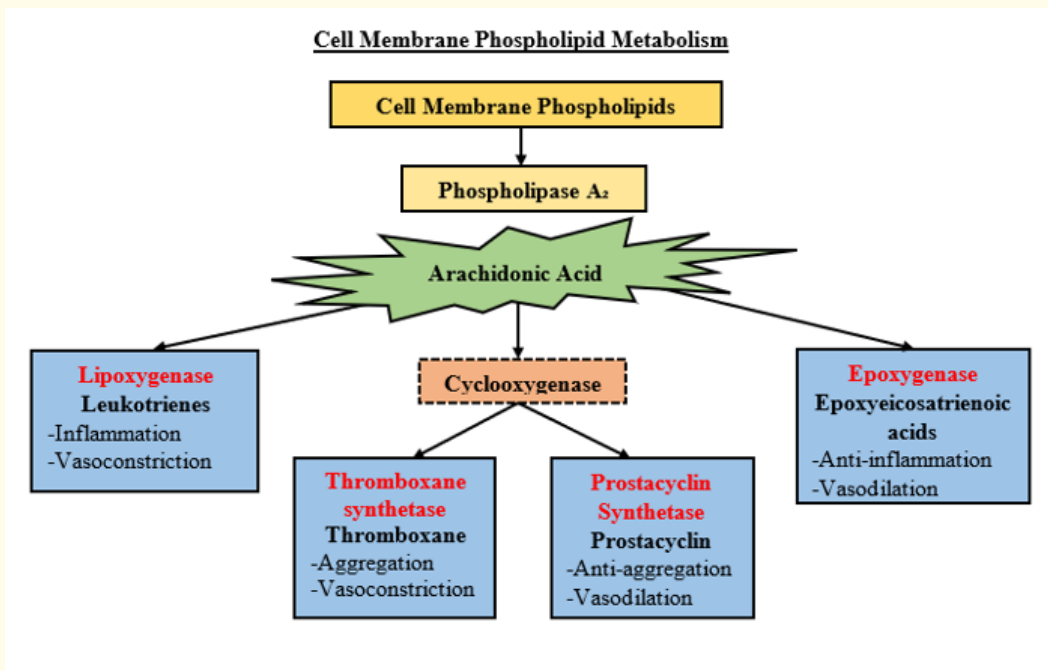 Cell Membrane Phospholipid Metabolism
Cell Membrane Phospholipids
Phospholipase A₂
Arachidonic Acid
Lipoxygenase
Leukotrienes
-Inflammation
-Vasoconstriction
Cyclooxygenase
Epoxygenase
Epoxyeicosatrienoic
acids
-Anti-inflammation
-Vasodilation
Thromboxane
synthetase
Thromboxane
-Aggregation
-Vasoconstriction
Prostacyclin
Synthetase
Prostacyclin
-Anti-aggregation
-Vasodilation